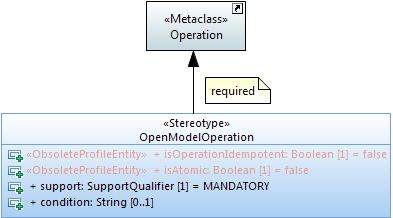 «Metaclass»
Operation
required
«Stereotype»
OpenModelOperation
«ObsoleteProfileEntity» + isOperationIdempotent: Boolean [1] = false
«ObsoleteProfileEntity» + isAtomic: Boolean [1] = false
+ support: SupportQualifier [1] = MANDATORY
+ condition: String [0..1]